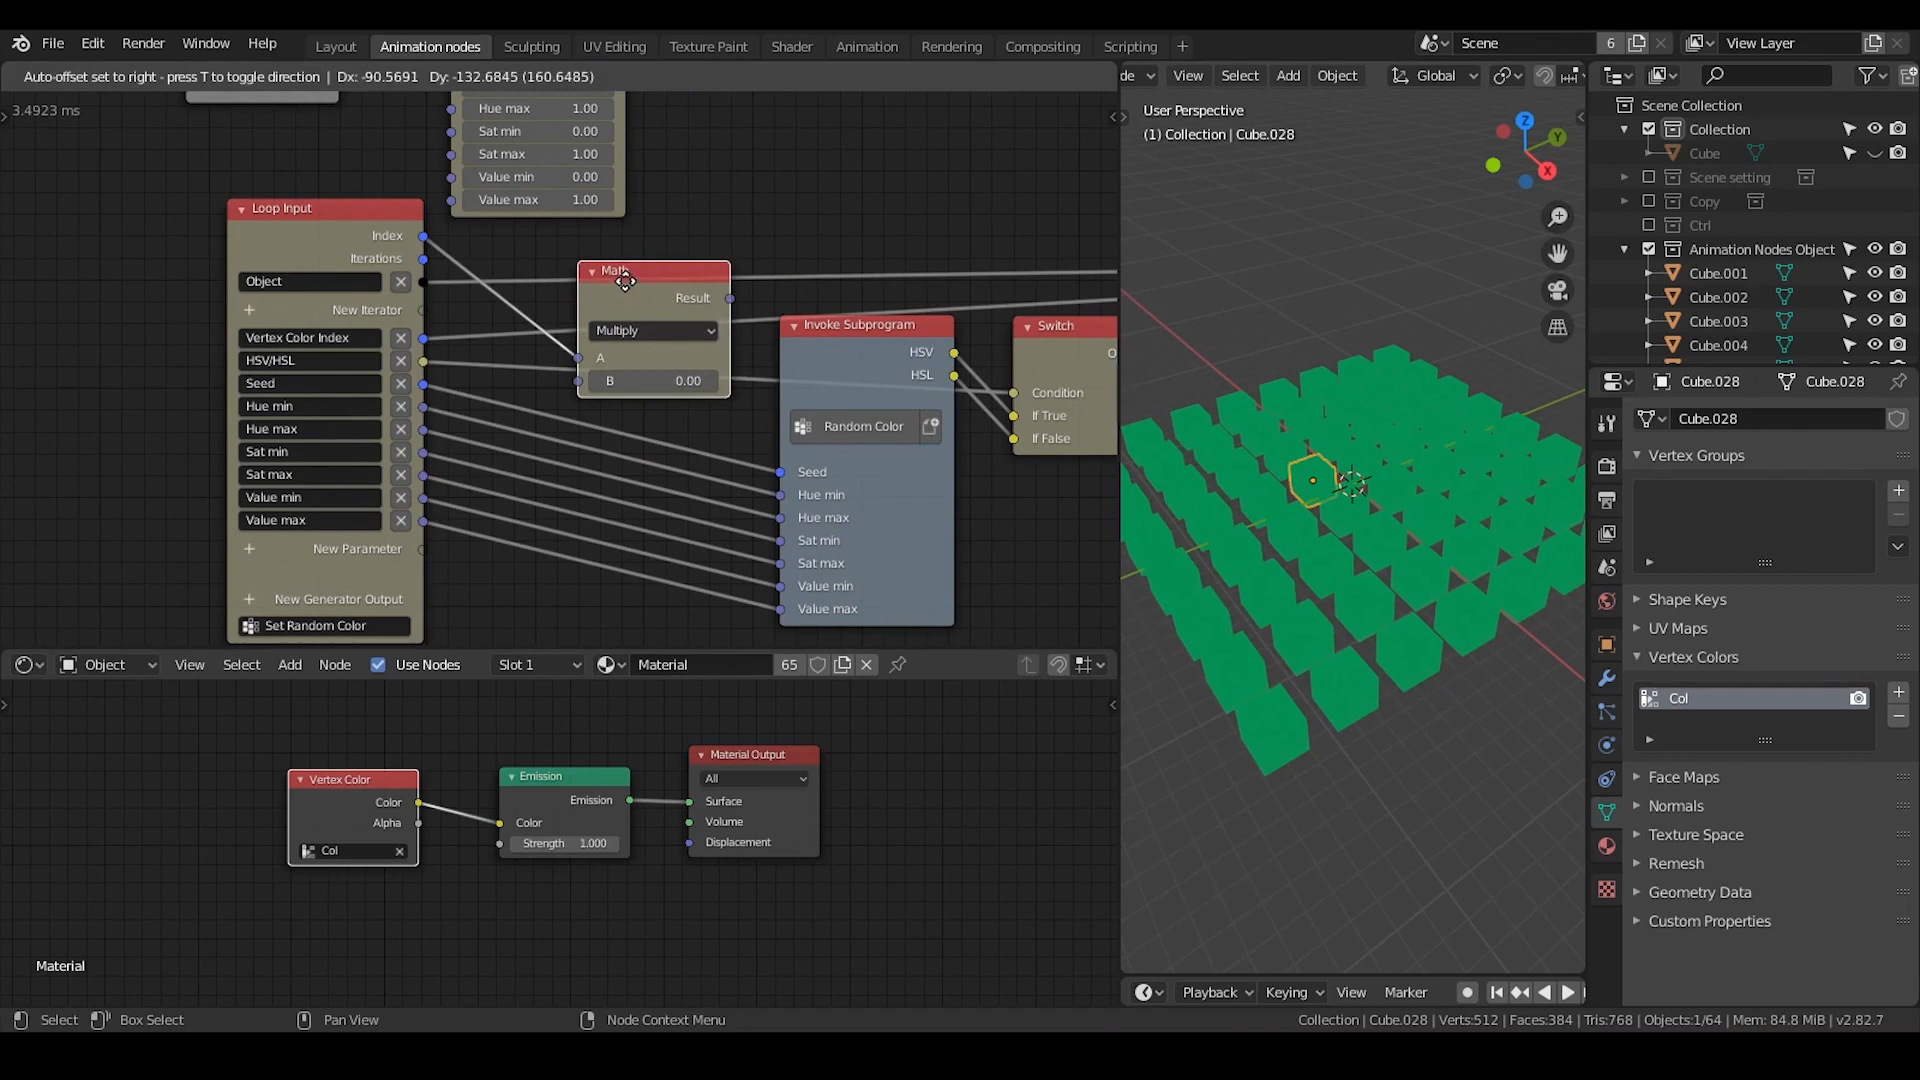 File Edit Render Window Help Layout Animation nodes Sculpting UV Editing Texture Paint Shader Animation Rendering Compositing Scripting + Scene 6 View Layer
Auto-offset set to right - press T to toggle direction | Dx: -90.5691 Dy: -132.6845 (160.6485)
de View Select Add Object Global
3.4923 ms
Hue max 1.00
Sat min 0.00
Sat max 1.00
Value min 0.00
Value max 1.00
Loop Input
Index
Iterations
Object
New Iterator
Vertex Color Index
HSV/HSL
Seed
Hue min
Hue max
Sat min
Sat max
Value min
Value max
New Parameter
New Generator Output
Set Random Color
Math
Result
Multiply
A
B 0.00
Invoke Subprogram
HSV
HSL
Random Color
Seed
Hue min
Hue max
Sat min
Sat max
Value min
Value max
Switch
O
Condition
If True
If False
User Perspective
(1) Collection | Cube.028
Z
Y
X
Scene Collection
Collection
Cube
Scene setting
Copy
Ctrl
Animation Nodes Object
Cube.001
Cube.002
Cube.003
Cube.004
Cube.028 Cube.028
Cube.028
Vertex Groups
Shape Keys
UV Maps
Vertex Colors
Col
Face Maps
Normals
Texture Space
Remesh
Geometry Data
Custom Properties
Object View Select Add Node Use Nodes Slot 1 Material 65
Vertex Color
Color
Alpha
Col
Emission
Emission
Color
Strength 1.000
Material Output
All
Surface
Volume
Displacement
Material
Playback Keying View Marker
Select Box Select Pan View Node Context Menu
Collection | Cube.028 | Verts:512 | Faces:384 | Tris:768 | Objects:1/64 | Mem: 84.8 MiB | v2.82.7